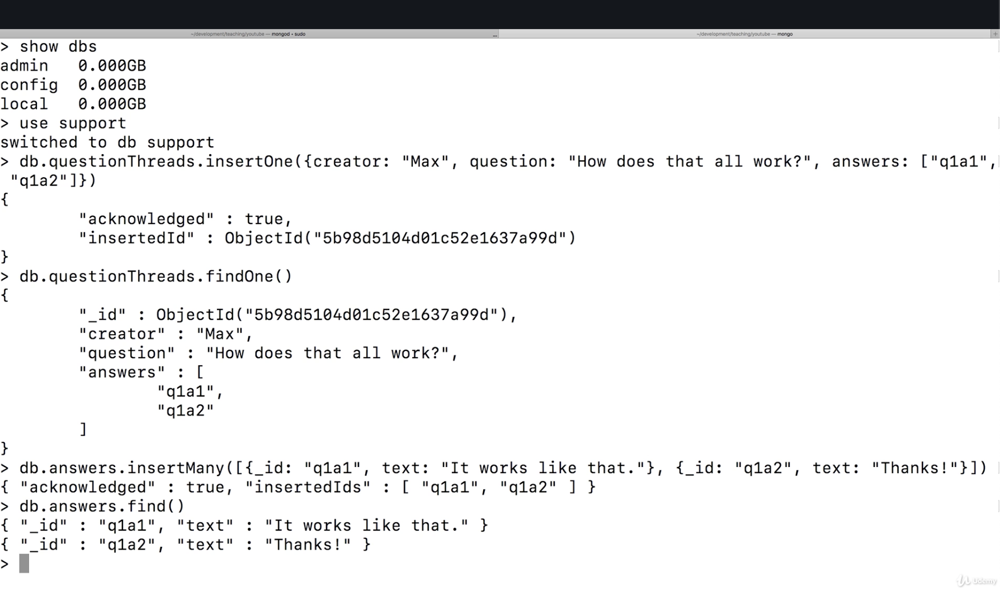 ~/development/teaching/youtube — mongod • sudo ... ~/development/teaching/youtube — mongo +
> show dbs
admin   0.000GB
config  0.000GB
local   0.000GB
> use support
switched to db support
> db.questionThreads.insertOne({creator: "Max", question: "How does that all work?", answers: ["q1a1",
 "q1a2"]})
{
        "acknowledged" : true,
        "insertedId" : ObjectId("5b98d5104d01c52e1637a99d")
}
> db.questionThreads.findOne()
{
        "_id" : ObjectId("5b98d5104d01c52e1637a99d"),
        "creator" : "Max",
        "question" : "How does that all work?",
        "answers" : [
                "q1a1",
                "q1a2"
        ]
}
> db.answers.insertMany([{_id: "q1a1", text: "It works like that."}, {_id: "q1a2", text: "Thanks!"}])
{ "acknowledged" : true, "insertedIds" : [ "q1a1", "q1a2" ] }
> db.answers.find()
{ "_id" : "q1a1", "text" : "It works like that." }
{ "_id" : "q1a2", "text" : "Thanks!" }
>
Udemy